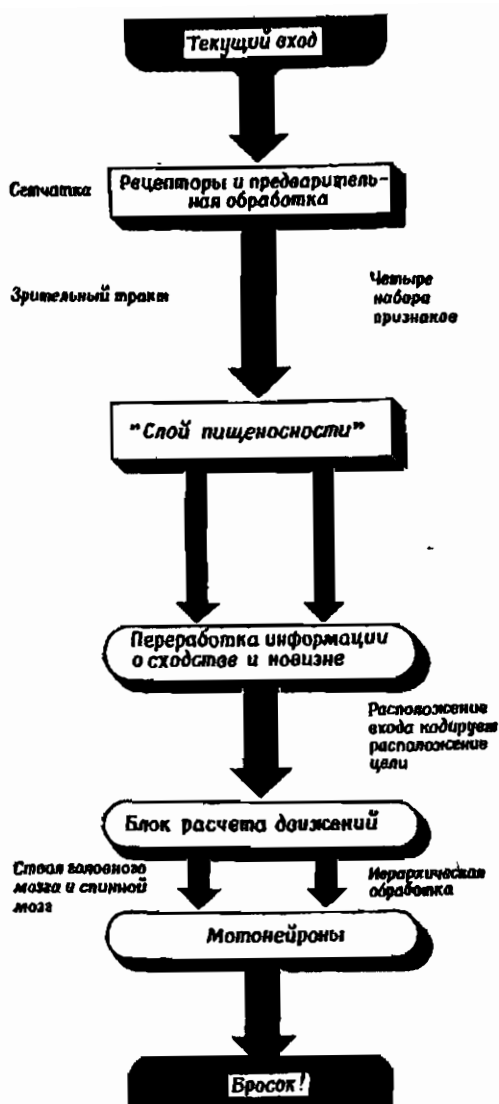 Текущий вход
Сетчатка
Рецепторы и предваритель-
ная обработка
Зрительный тракт
Четыре
набора
признаков
"Слой пищеносности"
Переработка информации
о сходстве и новизне
Расположение
входа кодирует
расположение
цели
Блок расчета движений
Ствол головного
мозга и спинной
мозг
Иерархическая
обработка
Мотонейроны
Бросок!